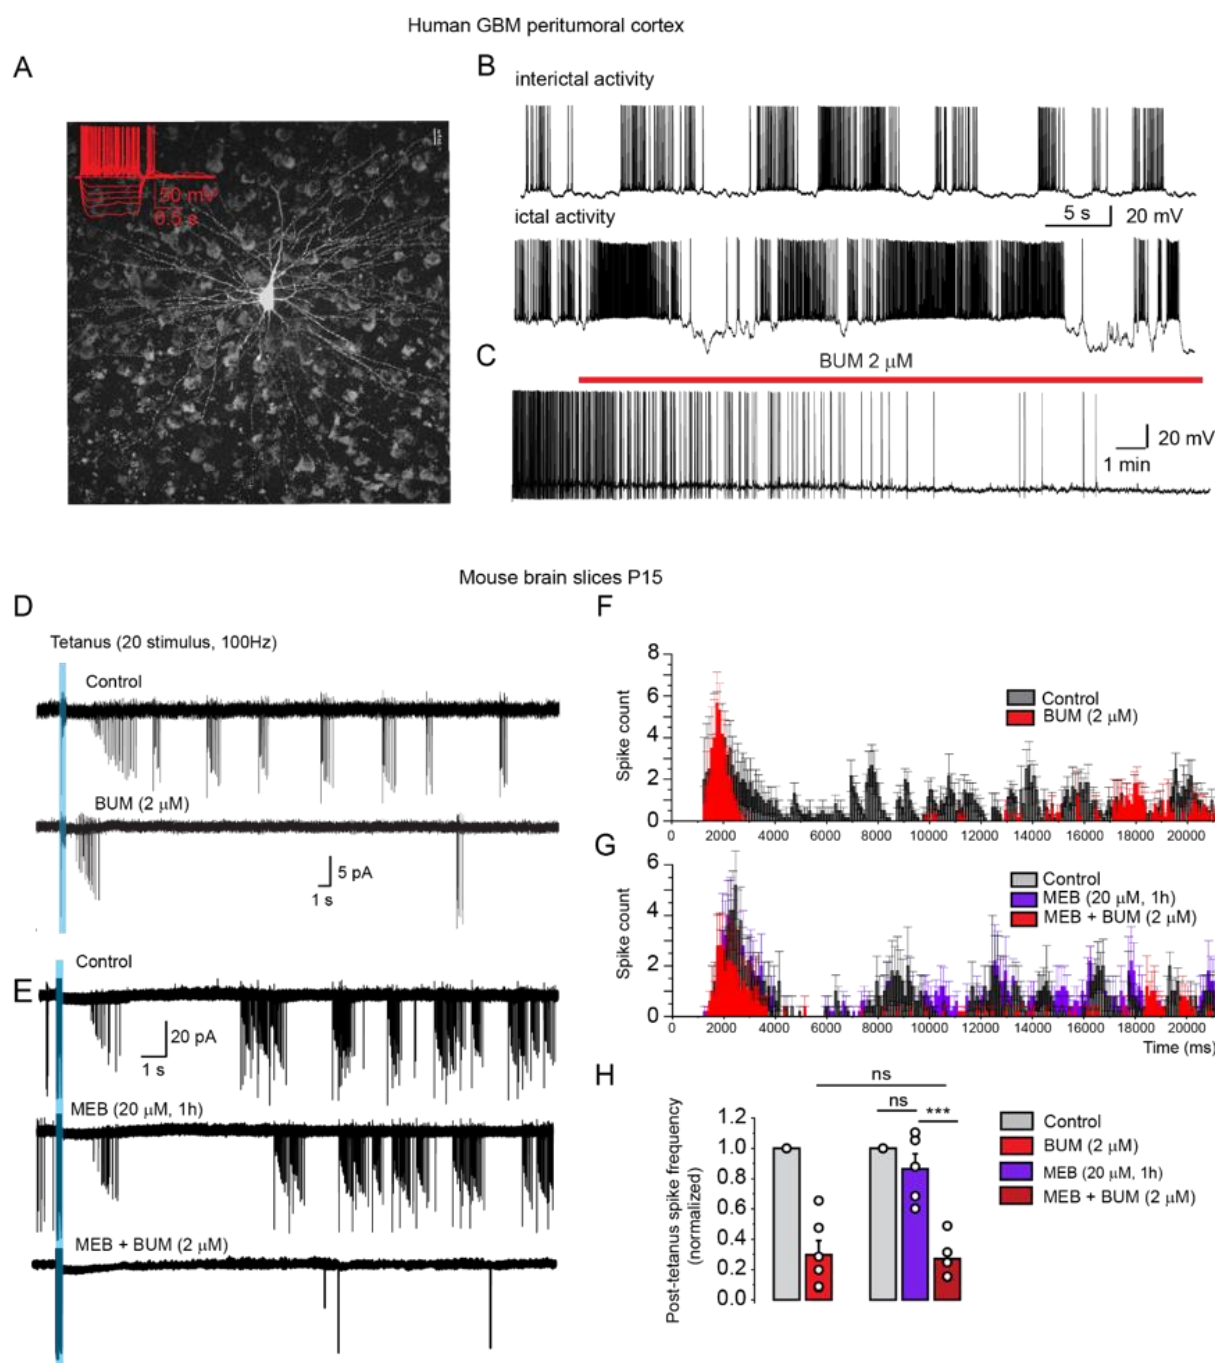 Human GBM peritumoral cortex
A
50 mV
0.5 s
B
interictal activity
5 s
20 mV
ictal activity
C
BUM 2 μM
20 mV
1 min
Mouse brain slices P15
D
Tetanus (20 stimulus, 100Hz)
Control
BUM (2 μM)
5 pA
1 s
E
Control
20 pA
1 s
MEB (20 μM, 1h)
MEB + BUM (2 μM)
F
Spike count
8
6
4
2
0
0 2000 4000 6000 8000 10000 12000 14000 16000 18000 20000
Control
BUM (2 μM)
G
Spike count
6
4
2
0
0 2000 4000 6000 8000 10000 12000 14000 16000 18000 20000
Time (ms)
Control
MEB (20 μM, 1h)
MEB + BUM (2 μM)
H
Post-tetanus spike frequency
(normalized)
1.2
1.0
0.8
0.6
0.4
0.2
0.0
ns
ns
***
Control
BUM (2 μM)
MEB (20 μM, 1h)
MEB + BUM (2 μM)